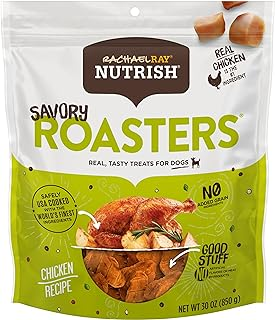 RACHAEL RAY
NUTRISH®
REAL
CHICKEN
IS THE
#1
INGREDIENT
SAVORY
ROASTERS®
REAL, TASTY TREATS FOR DOGS
SAFELY
USA COOKED
WITH THE
WORLD'S FINEST
INGREDIENTS
NO
ADDED GRAIN
GOOD
STUFF
NO
CHICKEN
RECIPE
NET WT 30 OZ (850 g)